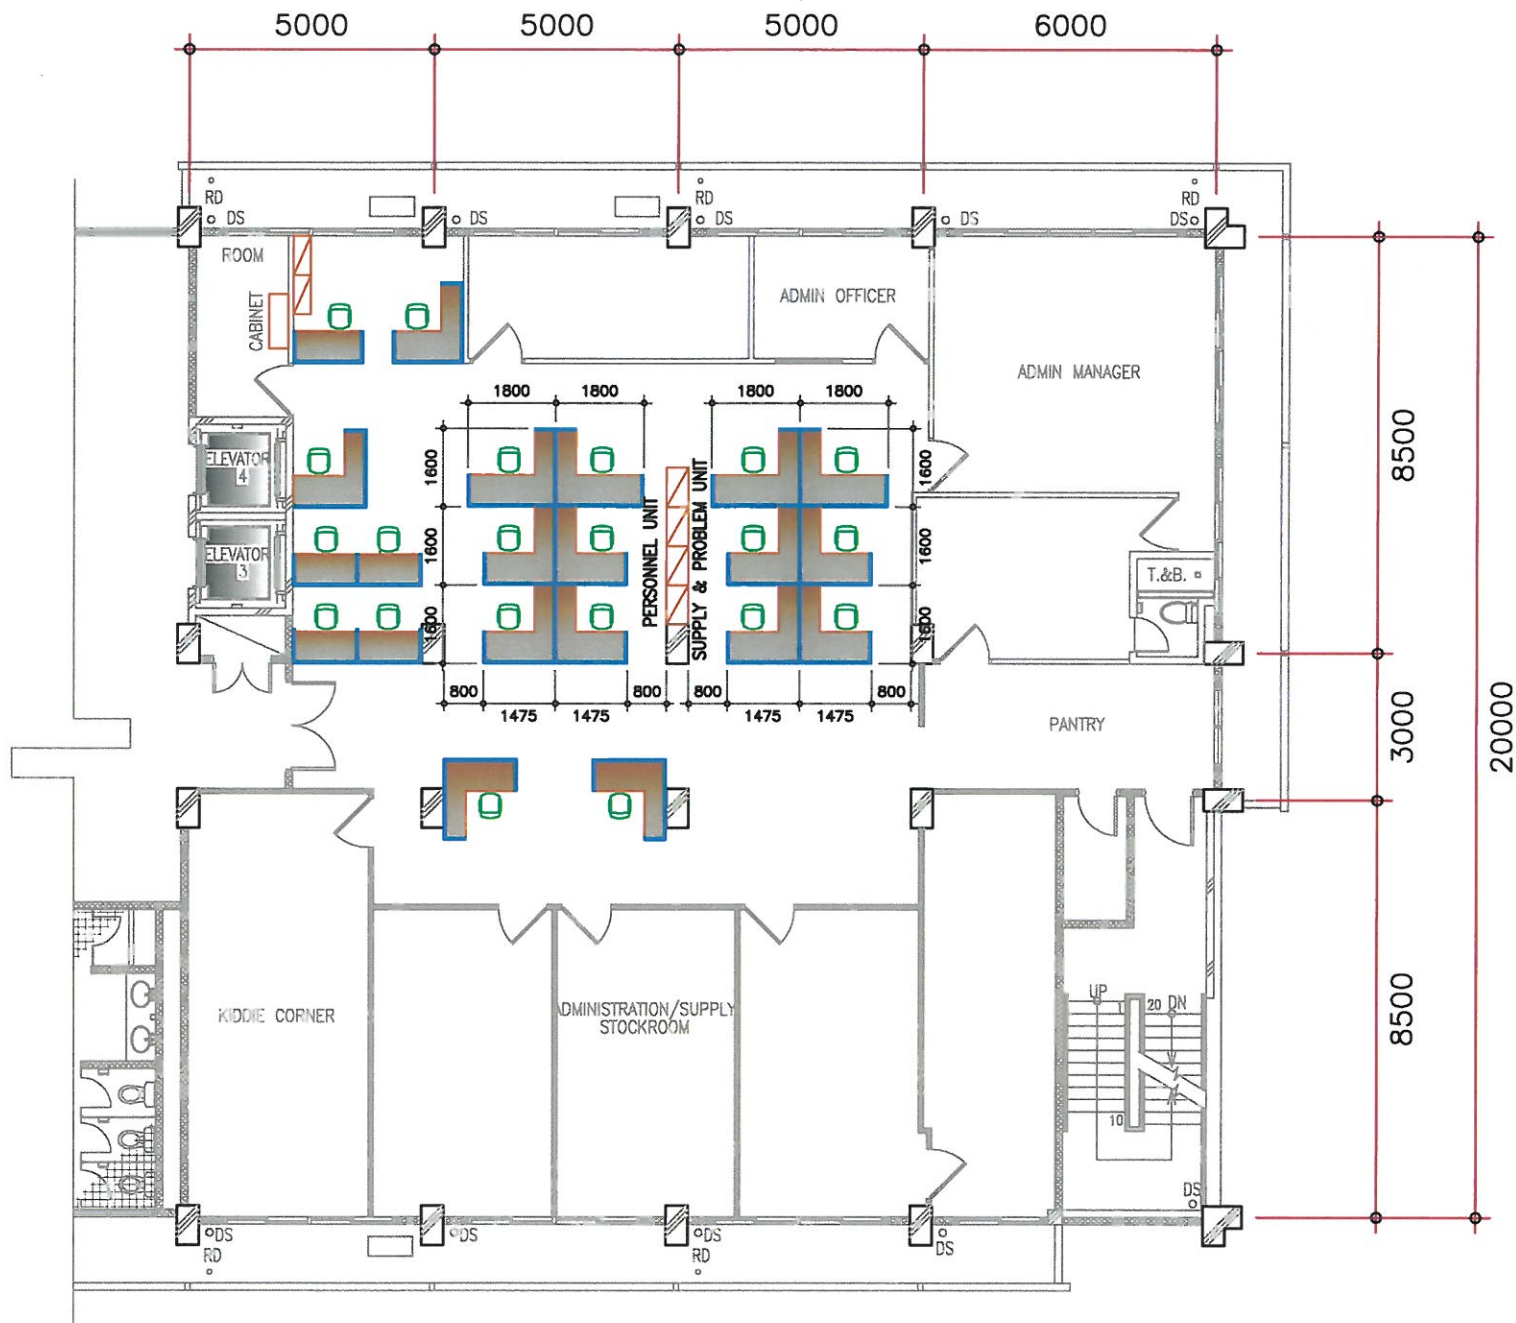 5000
5000
5000
6000
RD
RD
RD
DS
DS
DS
DS
DS
ROOM
CABINET
ADMIN OFFICER
ADMIN MANAGER
1800
1800
1800
1800
8500
ELEVATOR
4
1600
1600
ELEVATOR
3
1600
PERSONNEL UNIT
SUPPLY & PROBLEM UNIT
1600
T.&B.
1600
1600
800
1475
1475
800
800
1475
1475
800
PANTRY
3000
20000
KIDDIE CORNER
ADMINISTRATION/SUPPLY
STOCKROOM
UP
1
20 DN
10
8500
DS
DS
DS
DS
DS
RD
RD